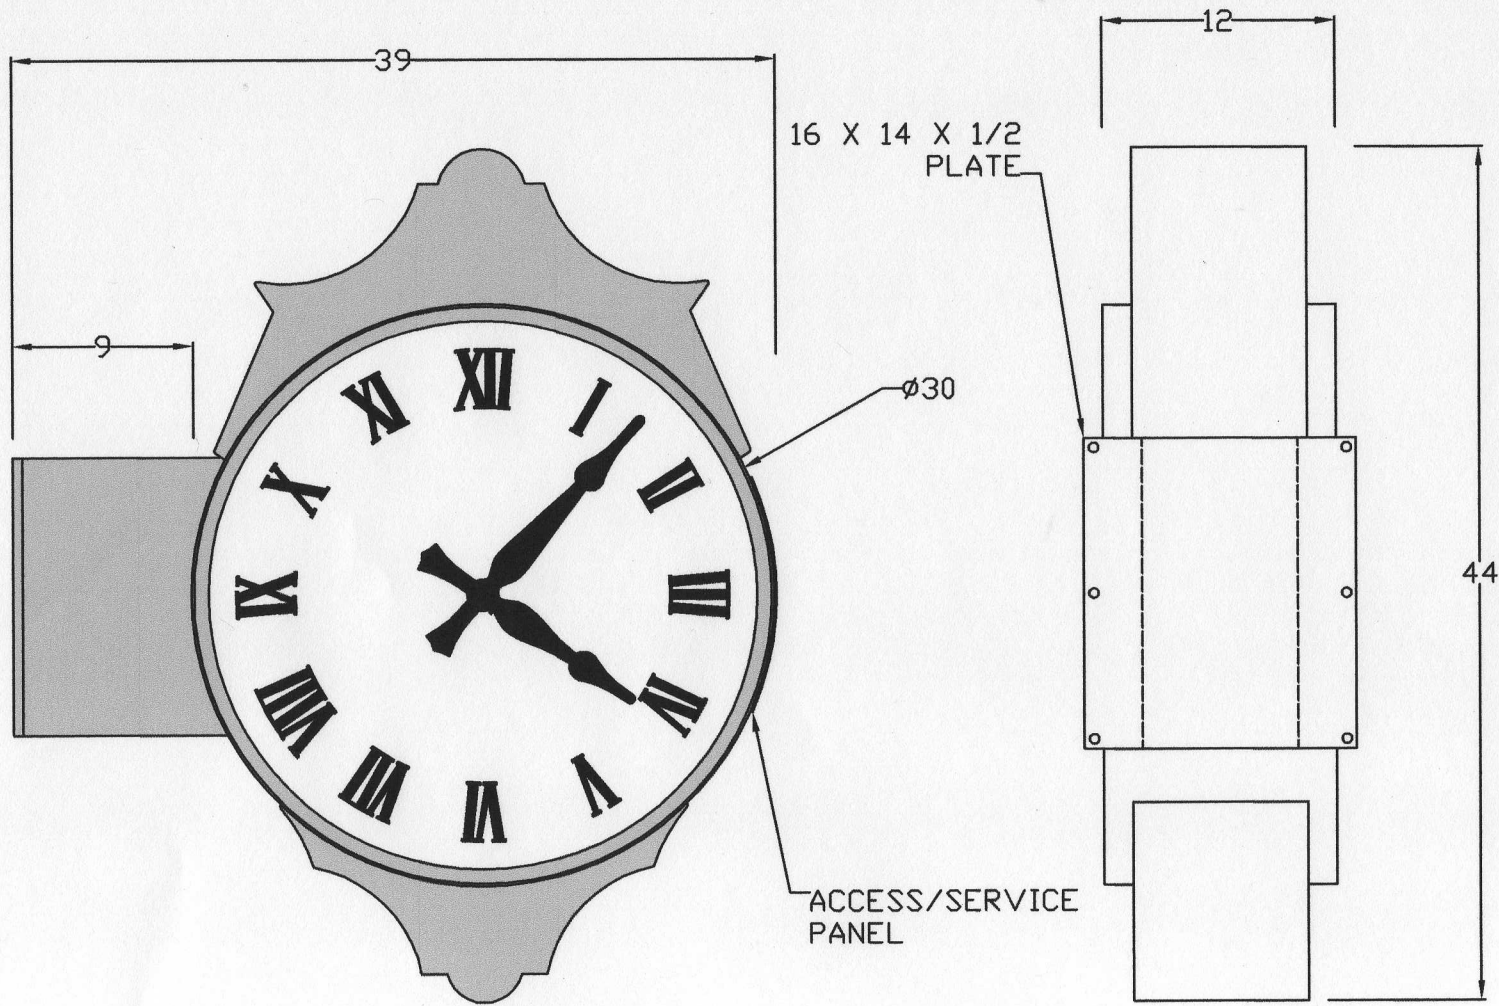 39
12
16 X 14 X 1/2
PLATE
9
ø30
44
XII
I
II
III
IV
V
VI
VII
VIII
IX
X
XI
ACCESS/SERVICE
PANEL